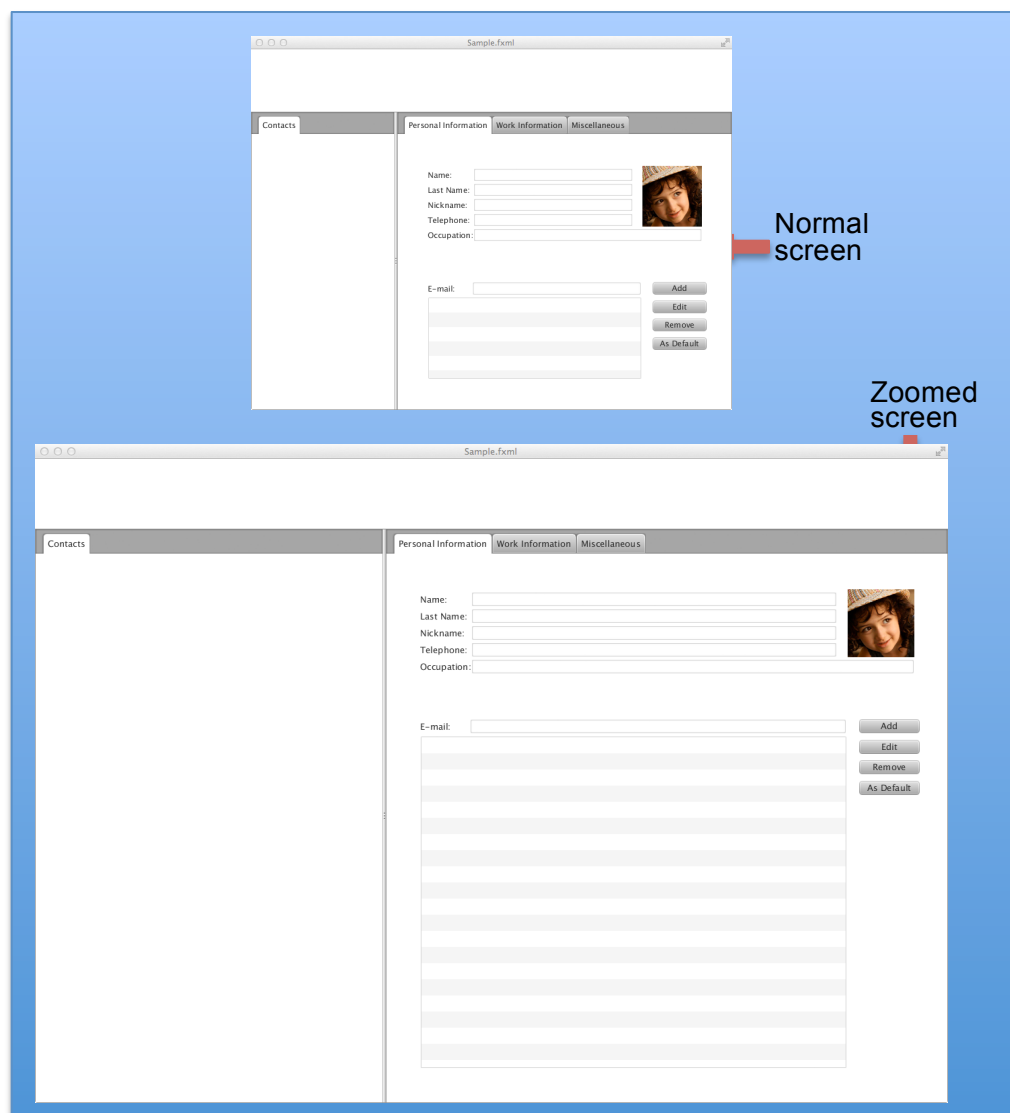 Sample.fxml
Contacts
Personal Information Work Information Miscellaneous
Name:
Last Name:
Nickname:
Telephone:
Occupation:
Normal
screen
E-mail: Add
Edit
Remove
As Default
Zoomed
screen
Sample.fxml
Contacts
Personal Information Work Information Miscellaneous
Name:
Last Name:
Nickname:
Telephone:
Occupation:
E-mail: Add
Edit
Remove
As Default